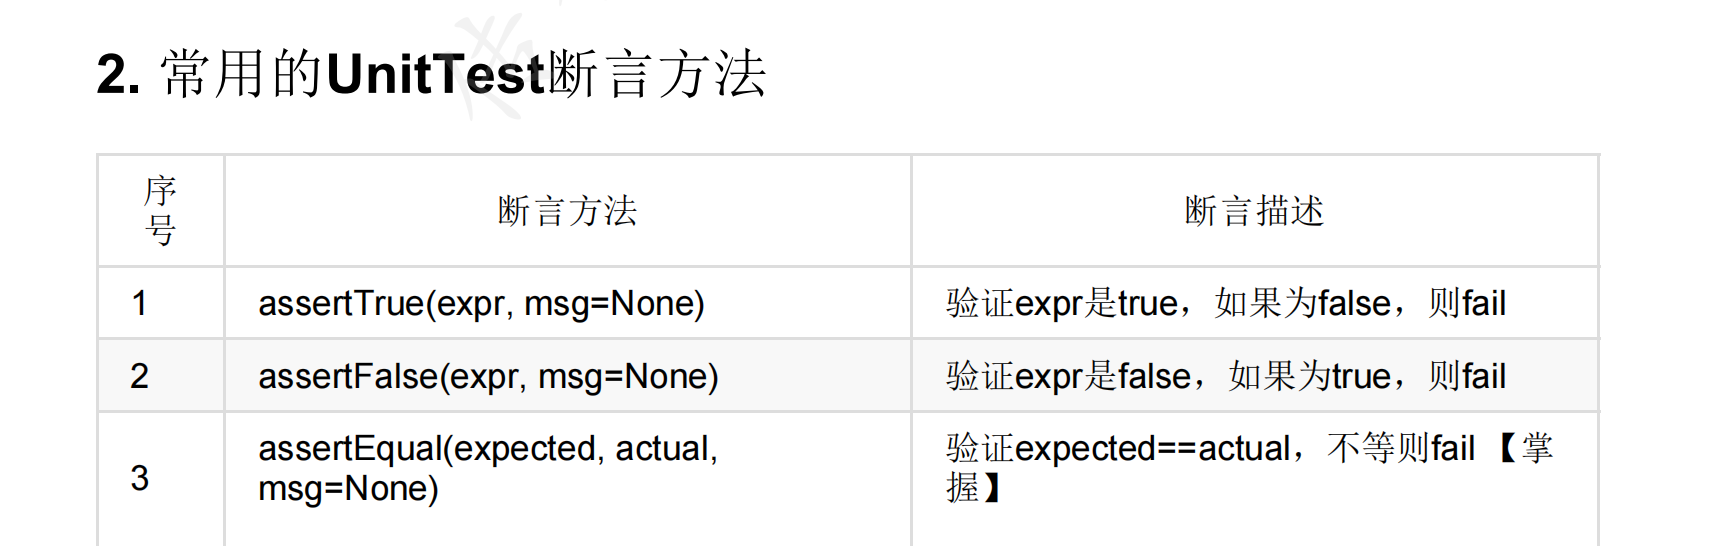 2. 常用的UnitTest断言方法
序
号
断言方法
断言描述
1
assertTrue(expr, msg=None)
验证expr是true，如果为false，则fail
2
assertFalse(expr, msg=None)
验证expr是false，如果为true，则fail
3
assertEqual(expected, actual,
msg=None)
验证expected==actual，不等则fail 【掌
握】